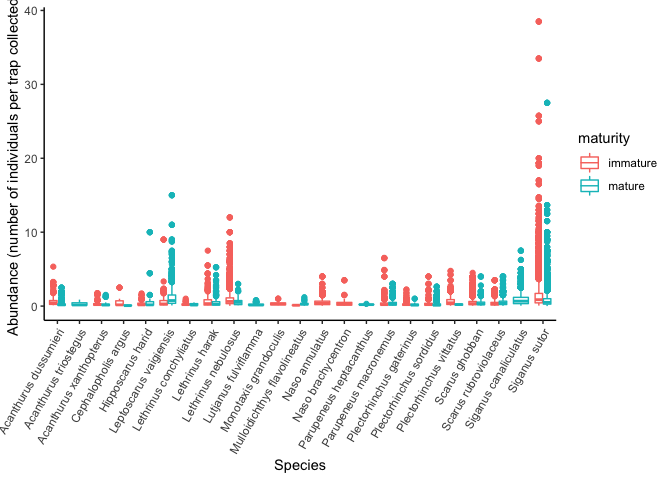 Abundance (number of individuals per trap collected
40
30
20
10
0
Acanthurus dussumieri
Acanthurus triostegus
Acanthurus xanthopterus
Cephalopholis argus
Hipposcarus harid
Leptoscarus vaigiensis
Lethrinus conchyliatus
Lethrinus harak
Lethrinus nebulosus
Lutjanus fulviflamma
Monotaxis grandoculis
Mulloidichthys flavolineatus
Naso annulatus
Naso brachycentron
Parupeneus heptacanthus
Parupeneus macronemus
Plectorhinchus gaterinus
Plectorhinchus sordidus
Plectorhinchus vittatus
Scarus ghobban
Scarus rubroviolaceus
Siganus canaliculatus
Siganus sutor
Species
maturity
immature
mature